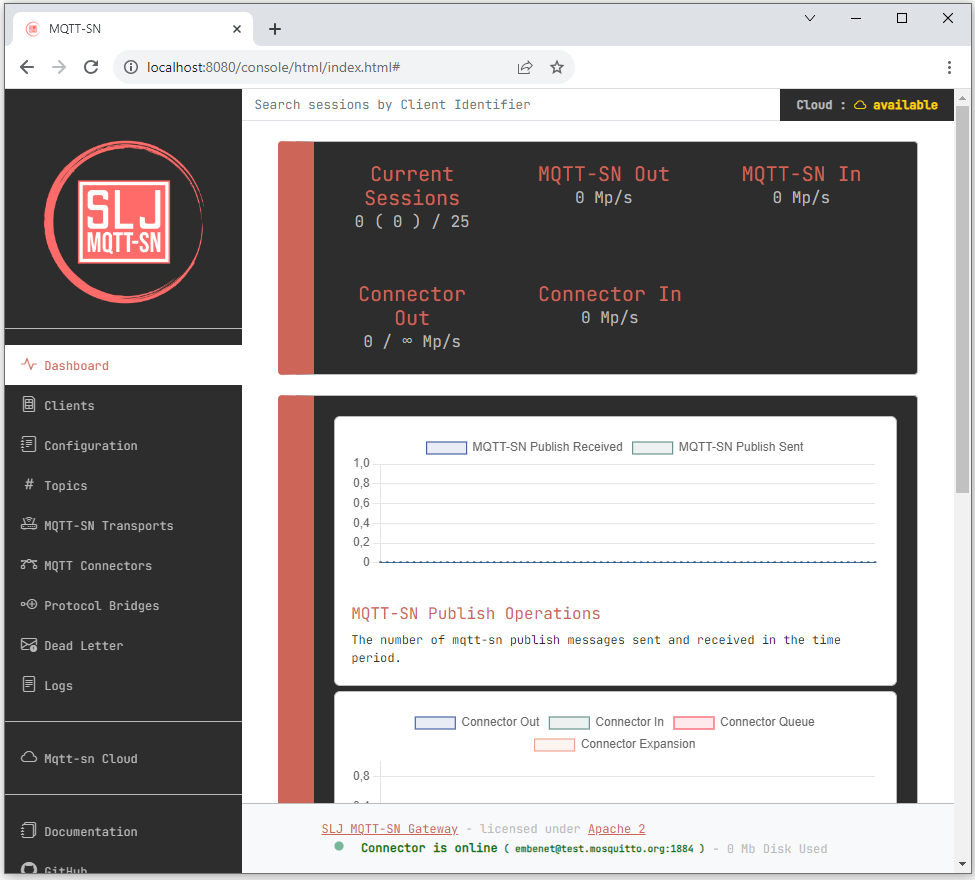 MQTT-SN
localhost:8080/console/html/index.html#
SLJ
MQTT-SN
Dashboard
Clients
Configuration
# Topics
MQTT-SN Transports
MQTT Connectors
Protocol Bridges
Dead Letter
Logs
Mqtt-sn Cloud
Documentation
GitHub
Search sessions by Client Identifier
Cloud : available
Current
Sessions
0 ( 0 ) / 25
MQTT-SN Out
0 Mp/s
MQTT-SN In
0 Mp/s
Connector
Out
0 / ∞ Mp/s
Connector In
0 Mp/s
MQTT-SN Publish Received MQTT-SN Publish Sent
1,0
0,8
0,6
0,4
0,2
0
MQTT-SN Publish Operations
The number of mqtt-sn publish messages sent and received in the time
period.
Connector Out Connector In Connector Queue
Connector Expansion
0,8
SLJ MQTT-SN Gateway - licensed under Apache 2
Connector is online ( embenet@test.mosquitto.org:1884 ) - 0 Mb Disk Used